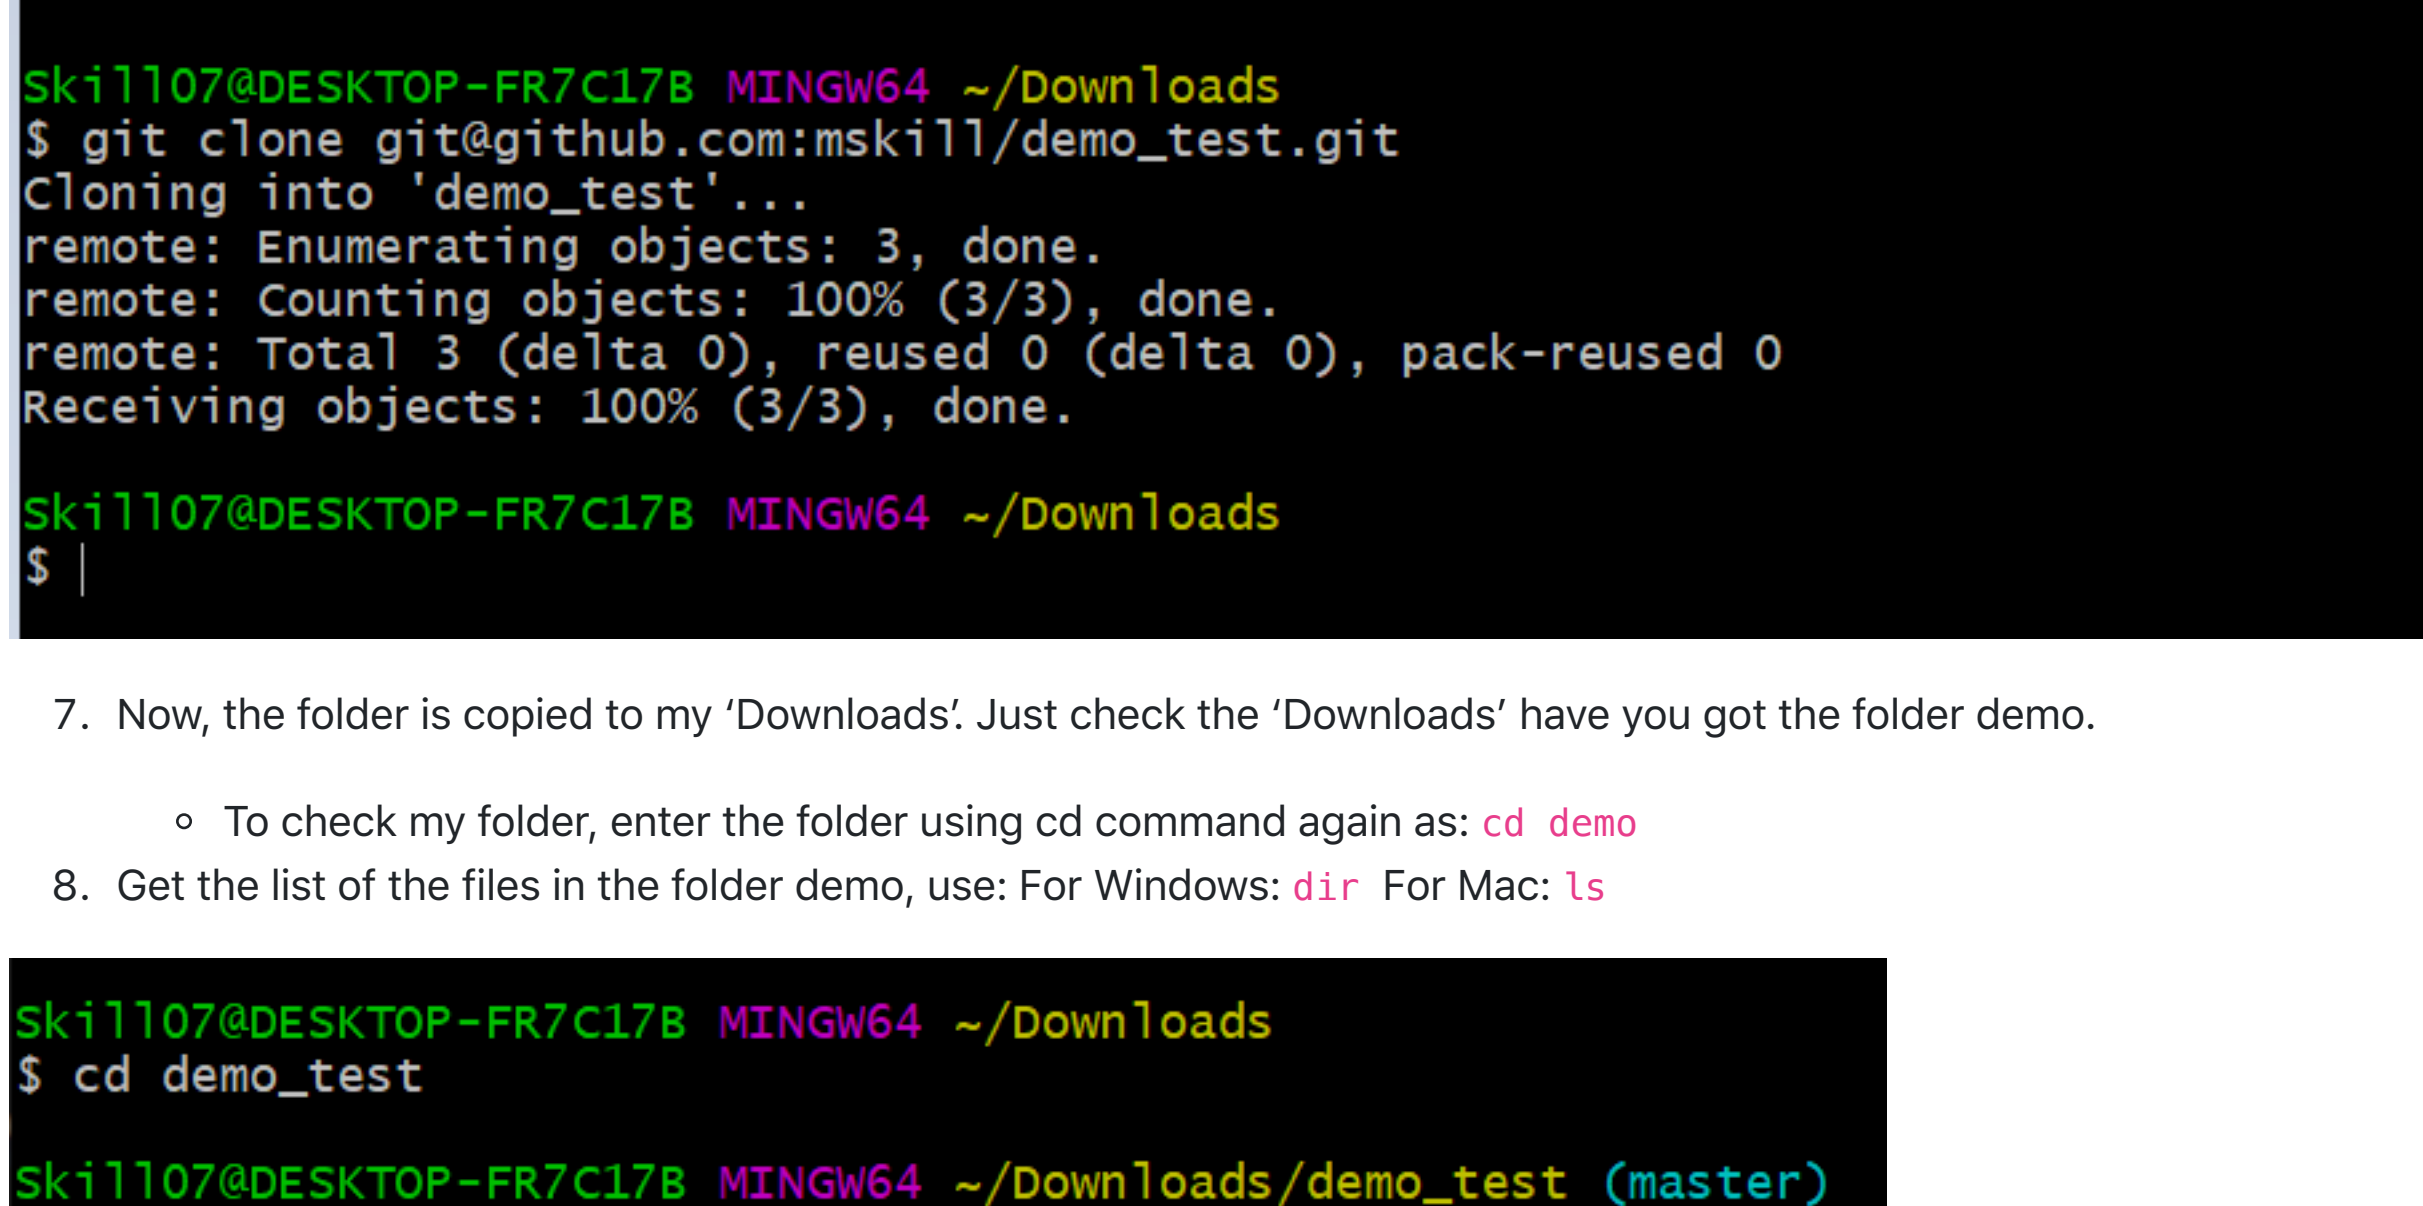 Skill07@DESKTOP-FR7C17B MINGW64 ~/Downloads
$ git clone git@github.com:mskill/demo_test.git
Cloning into 'demo_test'...
remote: Enumerating objects: 3, done.
remote: Counting objects: 100% (3/3), done.
remote: Total 3 (delta 0), reused 0 (delta 0), pack-reused 0
Receiving objects: 100% (3/3), done.
Skill07@DESKTOP-FR7C17B MINGW64 ~/Downloads
$
7. Now, the folder is copied to my ‘Downloads’. Just check the ‘Downloads’ have you got the folder demo.
To check my folder, enter the folder using cd command again as: cd demo
8. Get the list of the files in the folder demo, use: For Windows: dir For Mac: ls
Skill07@DESKTOP-FR7C17B MINGW64 ~/Downloads
$ cd demo_test
Skill07@DESKTOP-FR7C17B MINGW64 ~/Downloads/demo_test (master)